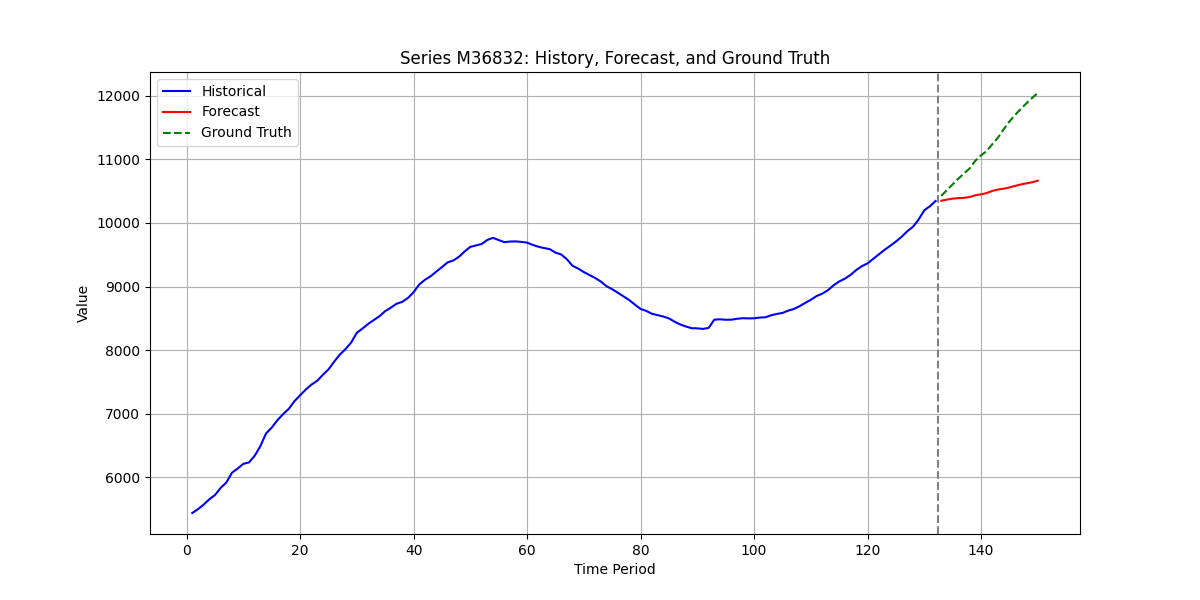 Series M36832: History, Forecast, and Ground Truth
Historical
Forecast
Ground Truth
12000
11000
10000
9000
8000
7000
6000
Value
0 20 40 60 80 100 120 140
Time Period